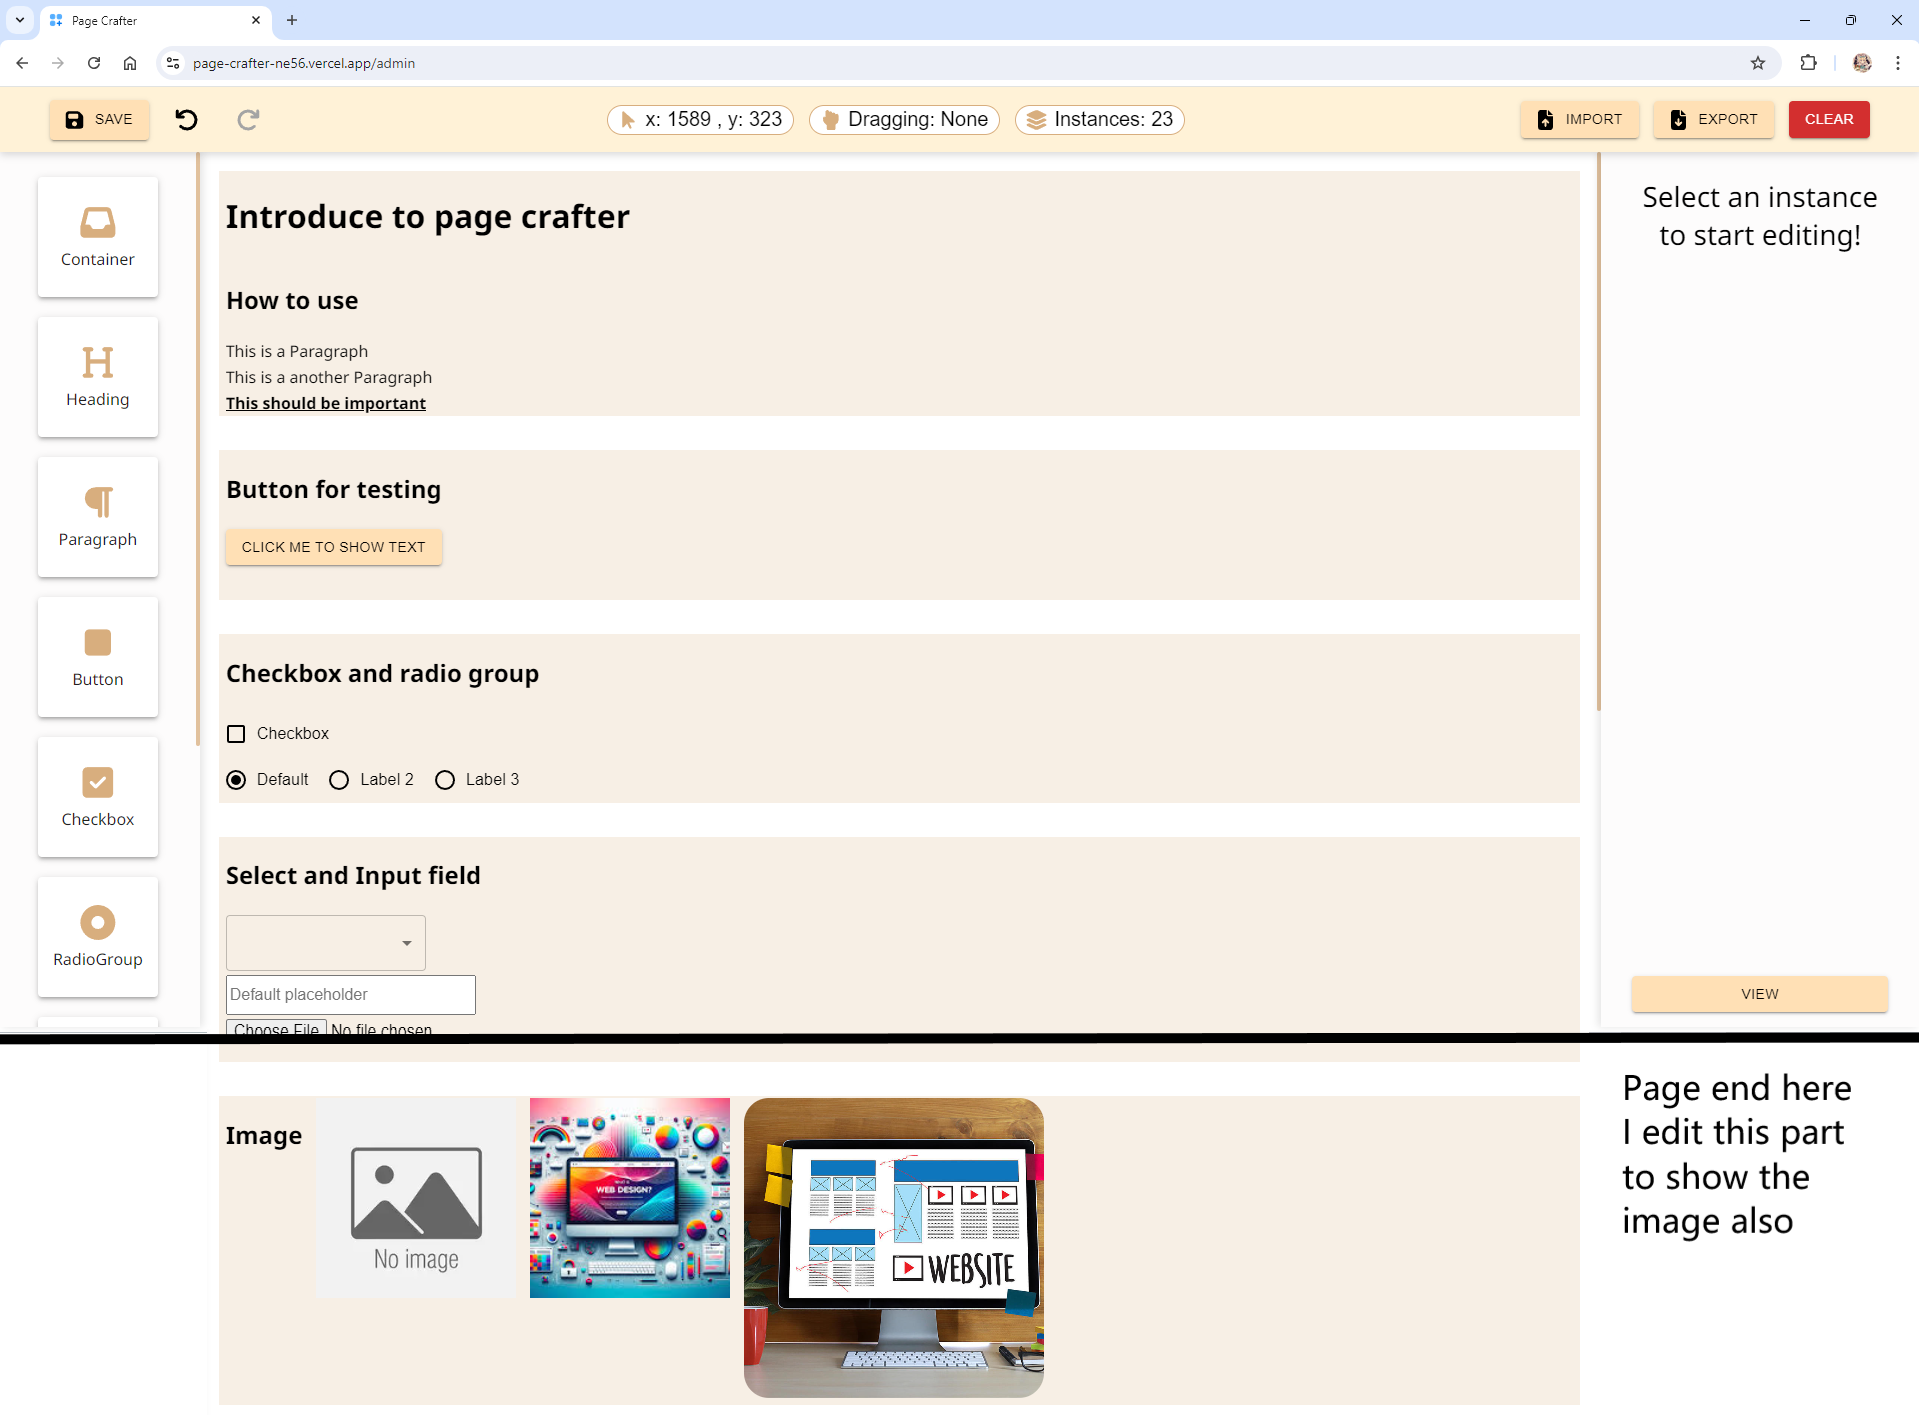 Page Crafter
page-crafter-ne56.vercel.app/admin
SAVE
x: 1589 , y: 323
Dragging: None
Instances: 23
IMPORT
EXPORT
CLEAR
Container
Heading
Paragraph
Button
Checkbox
RadioGroup
Introduce to page crafter
How to use
This is a Paragraph
This is a another Paragraph
This should be important
Button for testing
CLICK ME TO SHOW TEXT
Checkbox and radio group
Checkbox
Default
Label 2
Label 3
Select and Input field
Default placeholder
Choose File No file chosen
Select an instance
to start editing!
VIEW
Image
No image
WEB DESIGN?
WEBSITE
Page end here
I edit this part
to show the
image also